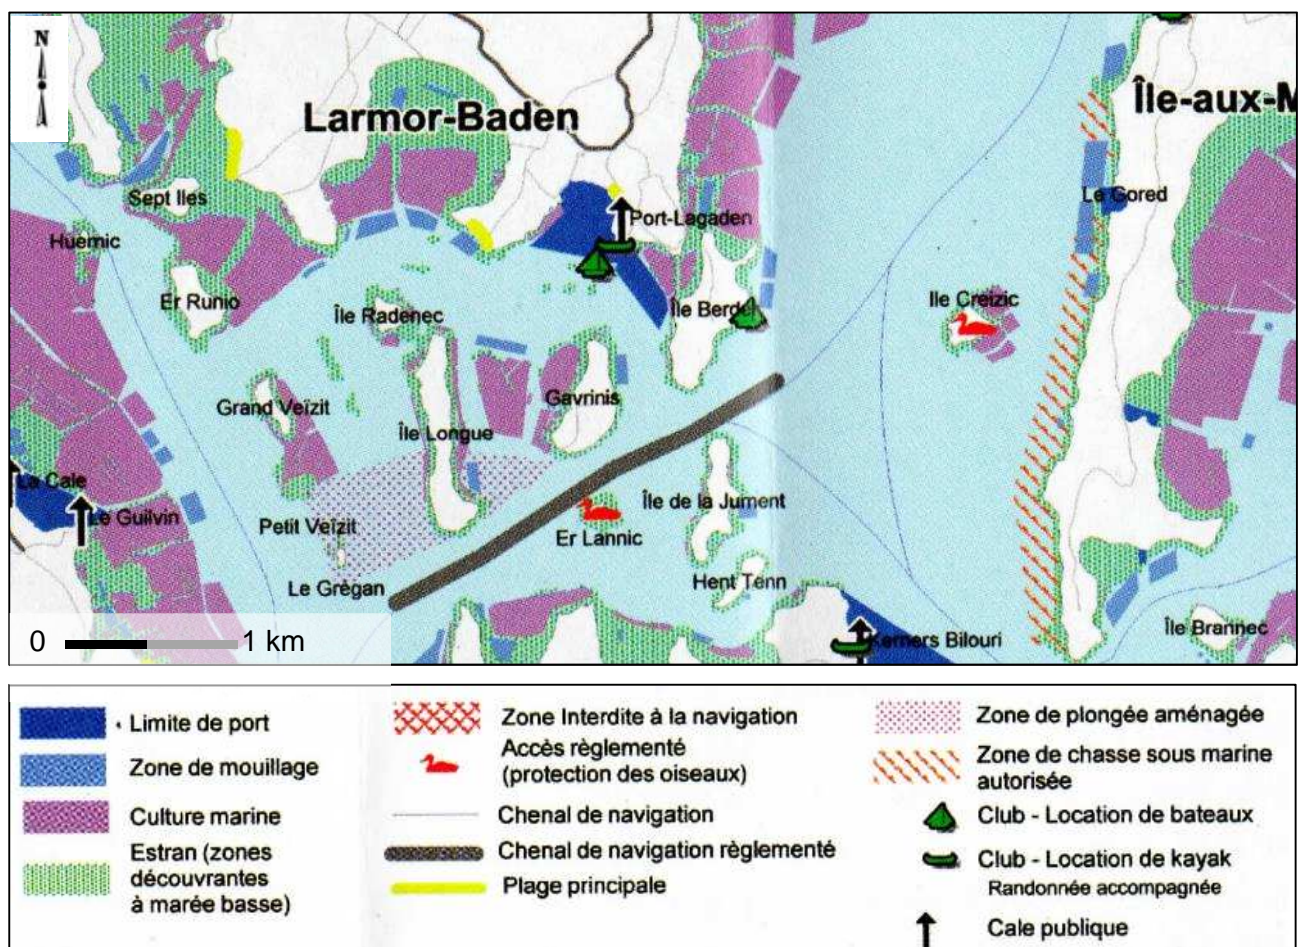 N
Larmor-Baden
Île-aux-M
Sept Iles
Le Gored
Port-Lagaden
Huernic
Er Runio
Île Radenec
Île Berder
Ile Creizic
Grand Veïzit
Gavrinis
Île Longue
La Cale
Le Guilvin
Île de la Jument
Petit Veïzit
Er Lannic
Le Grègan
Hent Tenn
Île Brannec
Kerners Bilouri
0 1 km
Limite de port
Zone de mouillage
Culture marine
Estran (zones
découvrantes
à marée basse)
Zone Interdite à la navigation
Accès règlementé
(protection des oiseaux)
Chenal de navigation
Chenal de navigation règlementé
Plage principale
Zone de plongée aménagée
Zone de chasse sous marine
autorisée
Club - Location de bateaux
Club - Location de kayak
Randonnée accompagnée
Cale publique